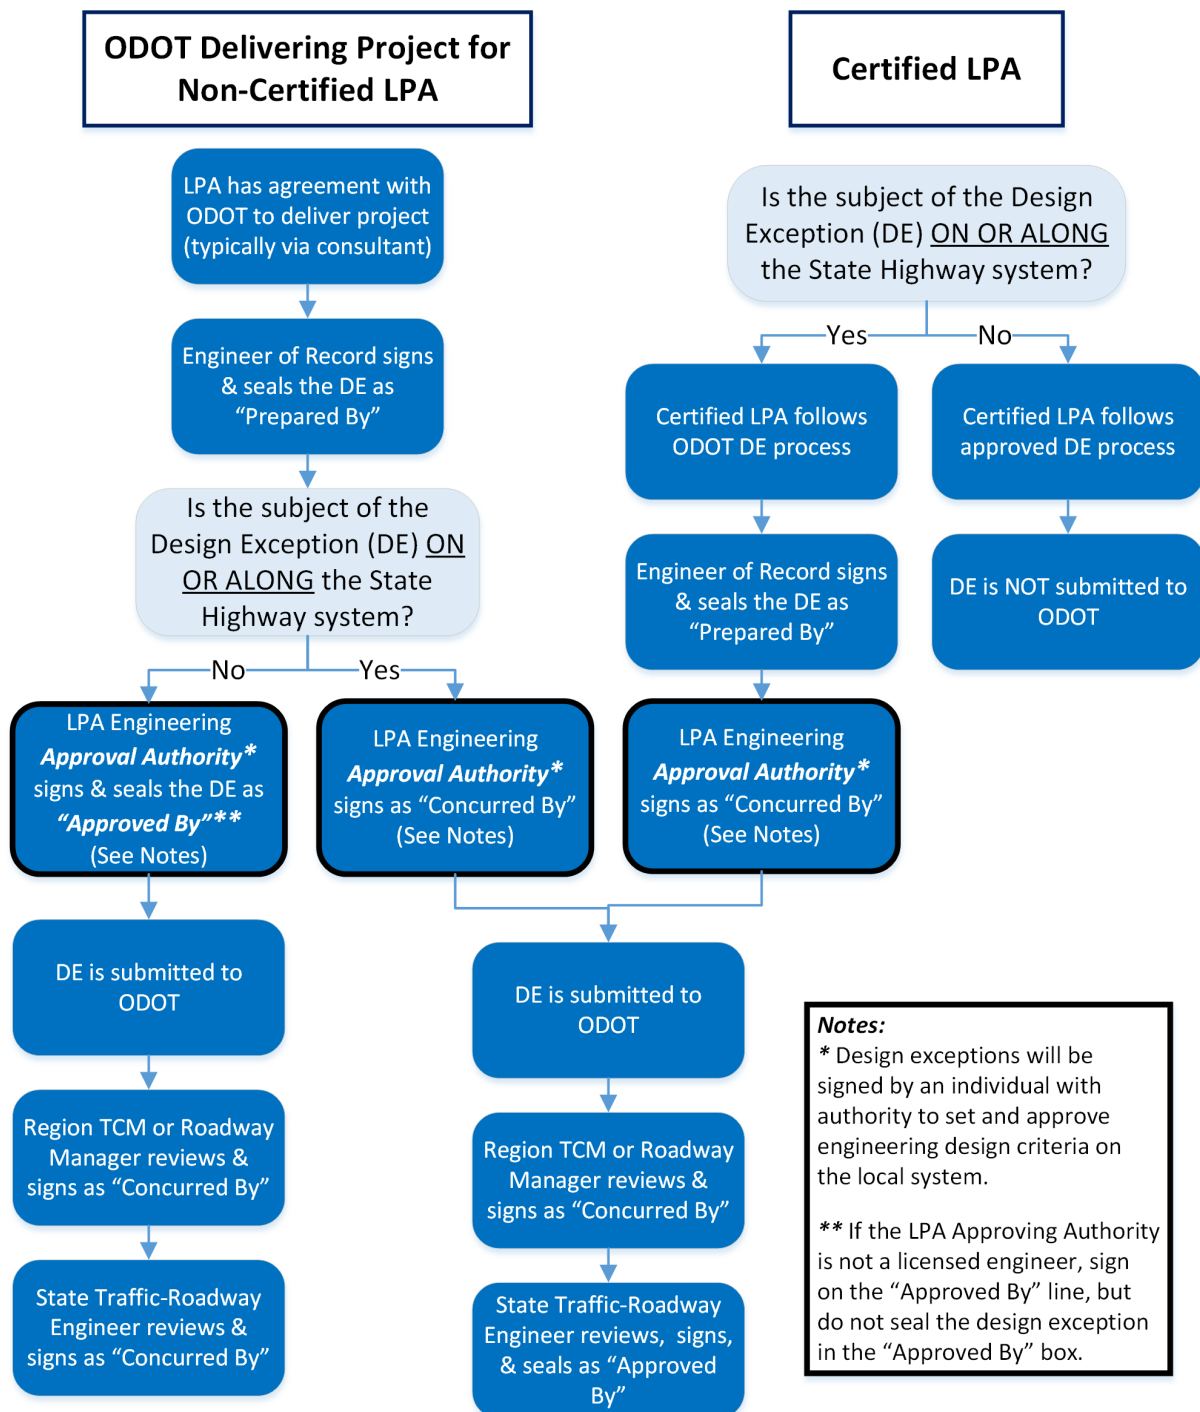 ODOT Delivering Project for
Non-Certified LPA
LPA has agreement with
ODOT to deliver project
(typically via consultant)
Engineer of Record signs
& seals the DE as
“Prepared By”
Is the subject of the
Design Exception (DE) ON
OR ALONG the State
Highway system?
No
Yes
LPA Engineering
Approval Authority*
signs & seals the DE as
“Approved By”**
(See Notes)
LPA Engineering
Approval Authority*
signs as “Concurred By”
(See Notes)
DE is submitted to
ODOT
Region TCM or Roadway
Manager reviews &
signs as “Concurred By”
State Traffic-Roadway
Engineer reviews &
signs as “Concurred By”
Certified LPA
Is the subject of the Design
Exception (DE) ON OR ALONG
the State Highway system?
Yes
No
Certified LPA follows
ODOT DE process
Certified LPA follows
approved DE process
Engineer of Record signs
& seals the DE as
“Prepared By”
DE is NOT submitted to
ODOT
LPA Engineering
Approval Authority*
signs as “Concurred By”
(See Notes)
DE is submitted to
ODOT
Region TCM or Roadway
Manager reviews &
signs as “Concurred By”
State Traffic-Roadway
Engineer reviews, signs,
& seals as “Approved
By”
Notes:
* Design exceptions will be
signed by an individual with
authority to set and approve
engineering design criteria on
the local system.
** If the LPA Approving Authority
is not a licensed engineer, sign
on the “Approved By” line, but
do not seal the design exception
in the “Approved By” box.